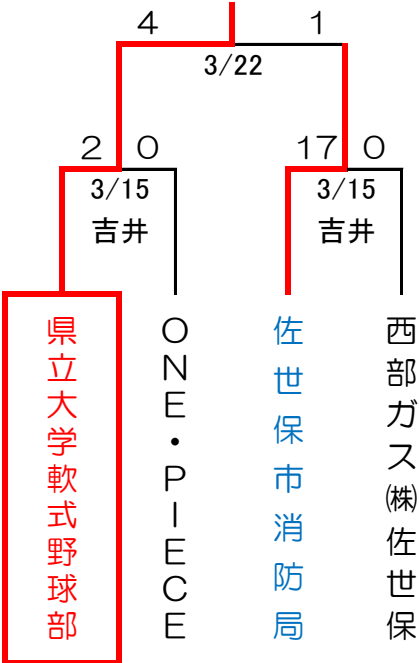 4 1
3/22
2 0 17 0
3/15 3/15
吉井 吉井
県立大学軟式野球部
ONE・PIECE
佐世保市消防局
西部ガス㈱佐世保